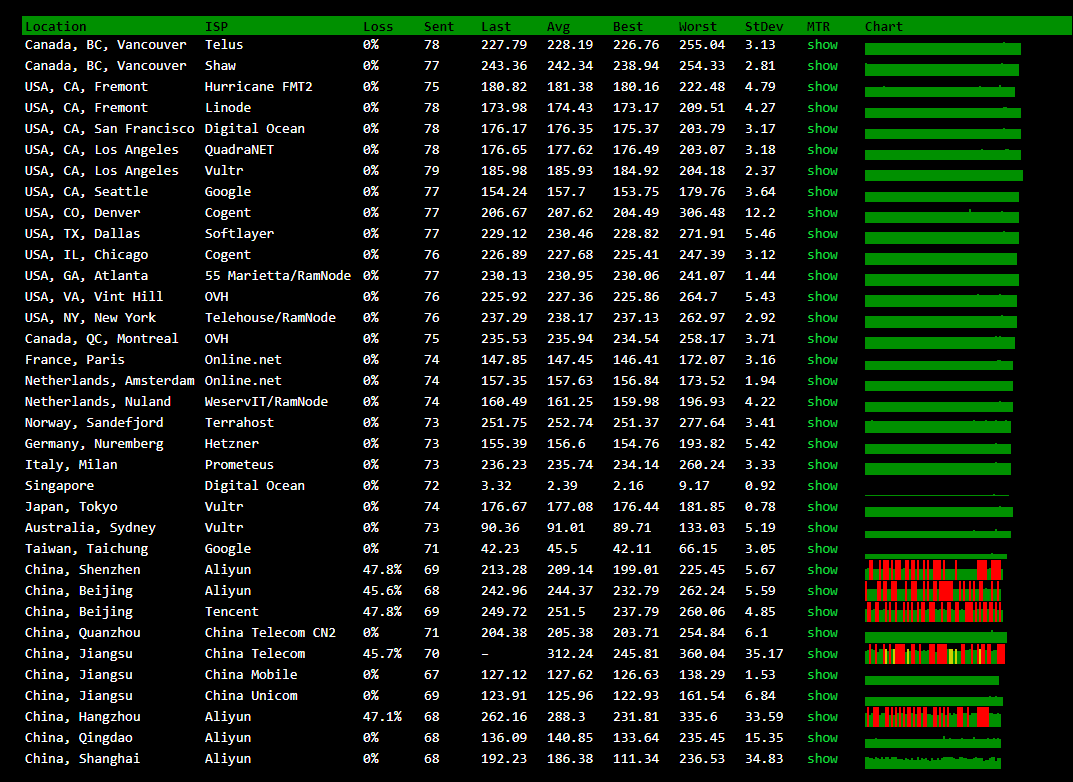 Location ISP Loss Sent Last Avg Best Worst StDev MTR Chart
Canada, BC, Vancouver Telus 0% 78 227.79 228.19 226.76 255.04 3.13 show
Canada, BC, Vancouver Shaw 0% 77 243.36 242.34 238.94 254.33 2.81 show
USA, CA, Fremont Hurricane FMT2 0% 75 180.82 181.38 180.16 222.48 4.79 show
USA, CA, Fremont Linode 0% 78 173.98 174.43 173.17 209.51 4.27 show
USA, CA, San Francisco Digital Ocean 0% 78 176.17 176.35 175.37 203.79 3.17 show
USA, CA, Los Angeles QuadraNET 0% 78 176.65 177.62 176.49 203.07 3.18 show
USA, CA, Los Angeles Vultr 0% 79 185.98 185.93 184.92 204.18 2.37 show
USA, CA, Seattle Google 0% 77 154.24 157.7 153.75 179.76 3.64 show
USA, CO, Denver Cogent 0% 77 206.67 207.62 204.49 306.48 12.2 show
USA, TX, Dallas Softlayer 0% 77 229.12 230.46 228.82 271.91 5.46 show
USA, IL, Chicago Cogent 0% 76 226.89 227.68 225.41 247.39 3.12 show
USA, GA, Atlanta 55 Marietta/RamNode 0% 77 230.13 230.95 230.06 241.07 1.44 show
USA, VA, Vint Hill OVH 0% 76 225.92 227.36 225.86 264.7 5.43 show
USA, NY, New York Telehouse/RamNode 0% 76 237.29 238.17 237.13 262.97 2.92 show
Canada, QC, Montreal OVH 0% 75 235.53 235.94 234.54 258.17 3.71 show
France, Paris Online.net 0% 74 147.85 147.45 146.41 172.07 3.16 show
Netherlands, Amsterdam Online.net 0% 74 157.35 157.63 156.84 173.52 1.94 show
Netherlands, Nuland WeservIT/RamNode 0% 74 160.49 161.25 159.98 196.93 4.22 show
Norway, Sandefjord Terrahost 0% 73 251.75 252.74 251.37 277.64 3.41 show
Germany, Nuremberg Hetzner 0% 73 155.39 156.6 154.76 193.82 5.42 show
Italy, Milan Prometeus 0% 73 236.23 235.74 234.14 260.24 3.33 show
Singapore Digital Ocean 0% 72 3.32 2.39 2.16 9.17 0.92 show
Japan, Tokyo Vultr 0% 74 176.67 177.08 176.44 181.85 0.78 show
Australia, Sydney Vultr 0% 73 90.36 91.01 89.71 133.03 5.19 show
Taiwan, Taichung Google 0% 71 42.23 45.5 42.11 66.15 3.05 show
China, Shenzhen Aliyun 47.8% 69 213.28 209.14 199.01 225.45 5.67 show
China, Beijing Aliyun 45.6% 68 242.96 244.37 232.79 262.24 5.59 show
China, Beijing Tencent 47.8% 69 249.72 251.5 237.79 260.06 4.85 show
China, Quanzhou China Telecom CN2 0% 71 204.38 205.38 203.71 254.84 6.1 show
China, Jiangsu China Telecom 45.7% 70 – 312.24 245.81 360.04 35.17 show
China, Jiangsu China Mobile 0% 67 127.12 127.62 126.63 138.29 1.53 show
China, Jiangsu China Unicom 0% 69 123.91 125.96 122.93 161.54 6.84 show
China, Hangzhou Aliyun 47.1% 68 262.16 288.3 231.81 335.6 33.59 show
China, Qingdao Aliyun 0% 68 136.09 140.85 133.64 235.45 15.35 show
China, Shanghai Aliyun 0% 68 192.23 186.38 111.34 236.53 34.83 show